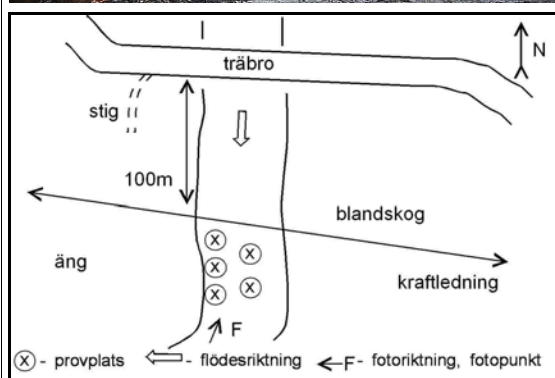 N
träbro
stig
100m
blandskog
äng
kraftledning
X
X
X
X
X
F
X - provplats
- flödesriktning
F - fotoriktning, fotopunkt